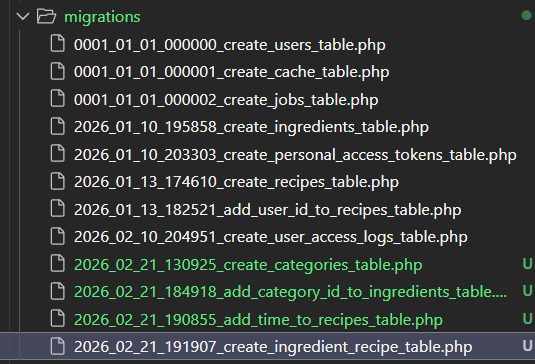 migrations
0001_01_01_000000_create_users_table.php
0001_01_01_000001_create_cache_table.php
0001_01_01_000002_create_jobs_table.php
2026_01_10_195858_create_ingredients_table.php
2026_01_10_203303_create_personal_access_tokens_table.php
2026_01_13_174610_create_recipes_table.php
2026_01_13_182521_add_user_id_to_recipes_table.php
2026_02_10_204951_create_user_access_logs_table.php
2026_02_21_130925_create_categories_table.php U
2026_02_21_184918_add_category_id_to_ingredients_table.... U
2026_02_21_190855_add_time_to_recipes_table.php U
2026_02_21_191907_create_ingredient_recipe_table.php U